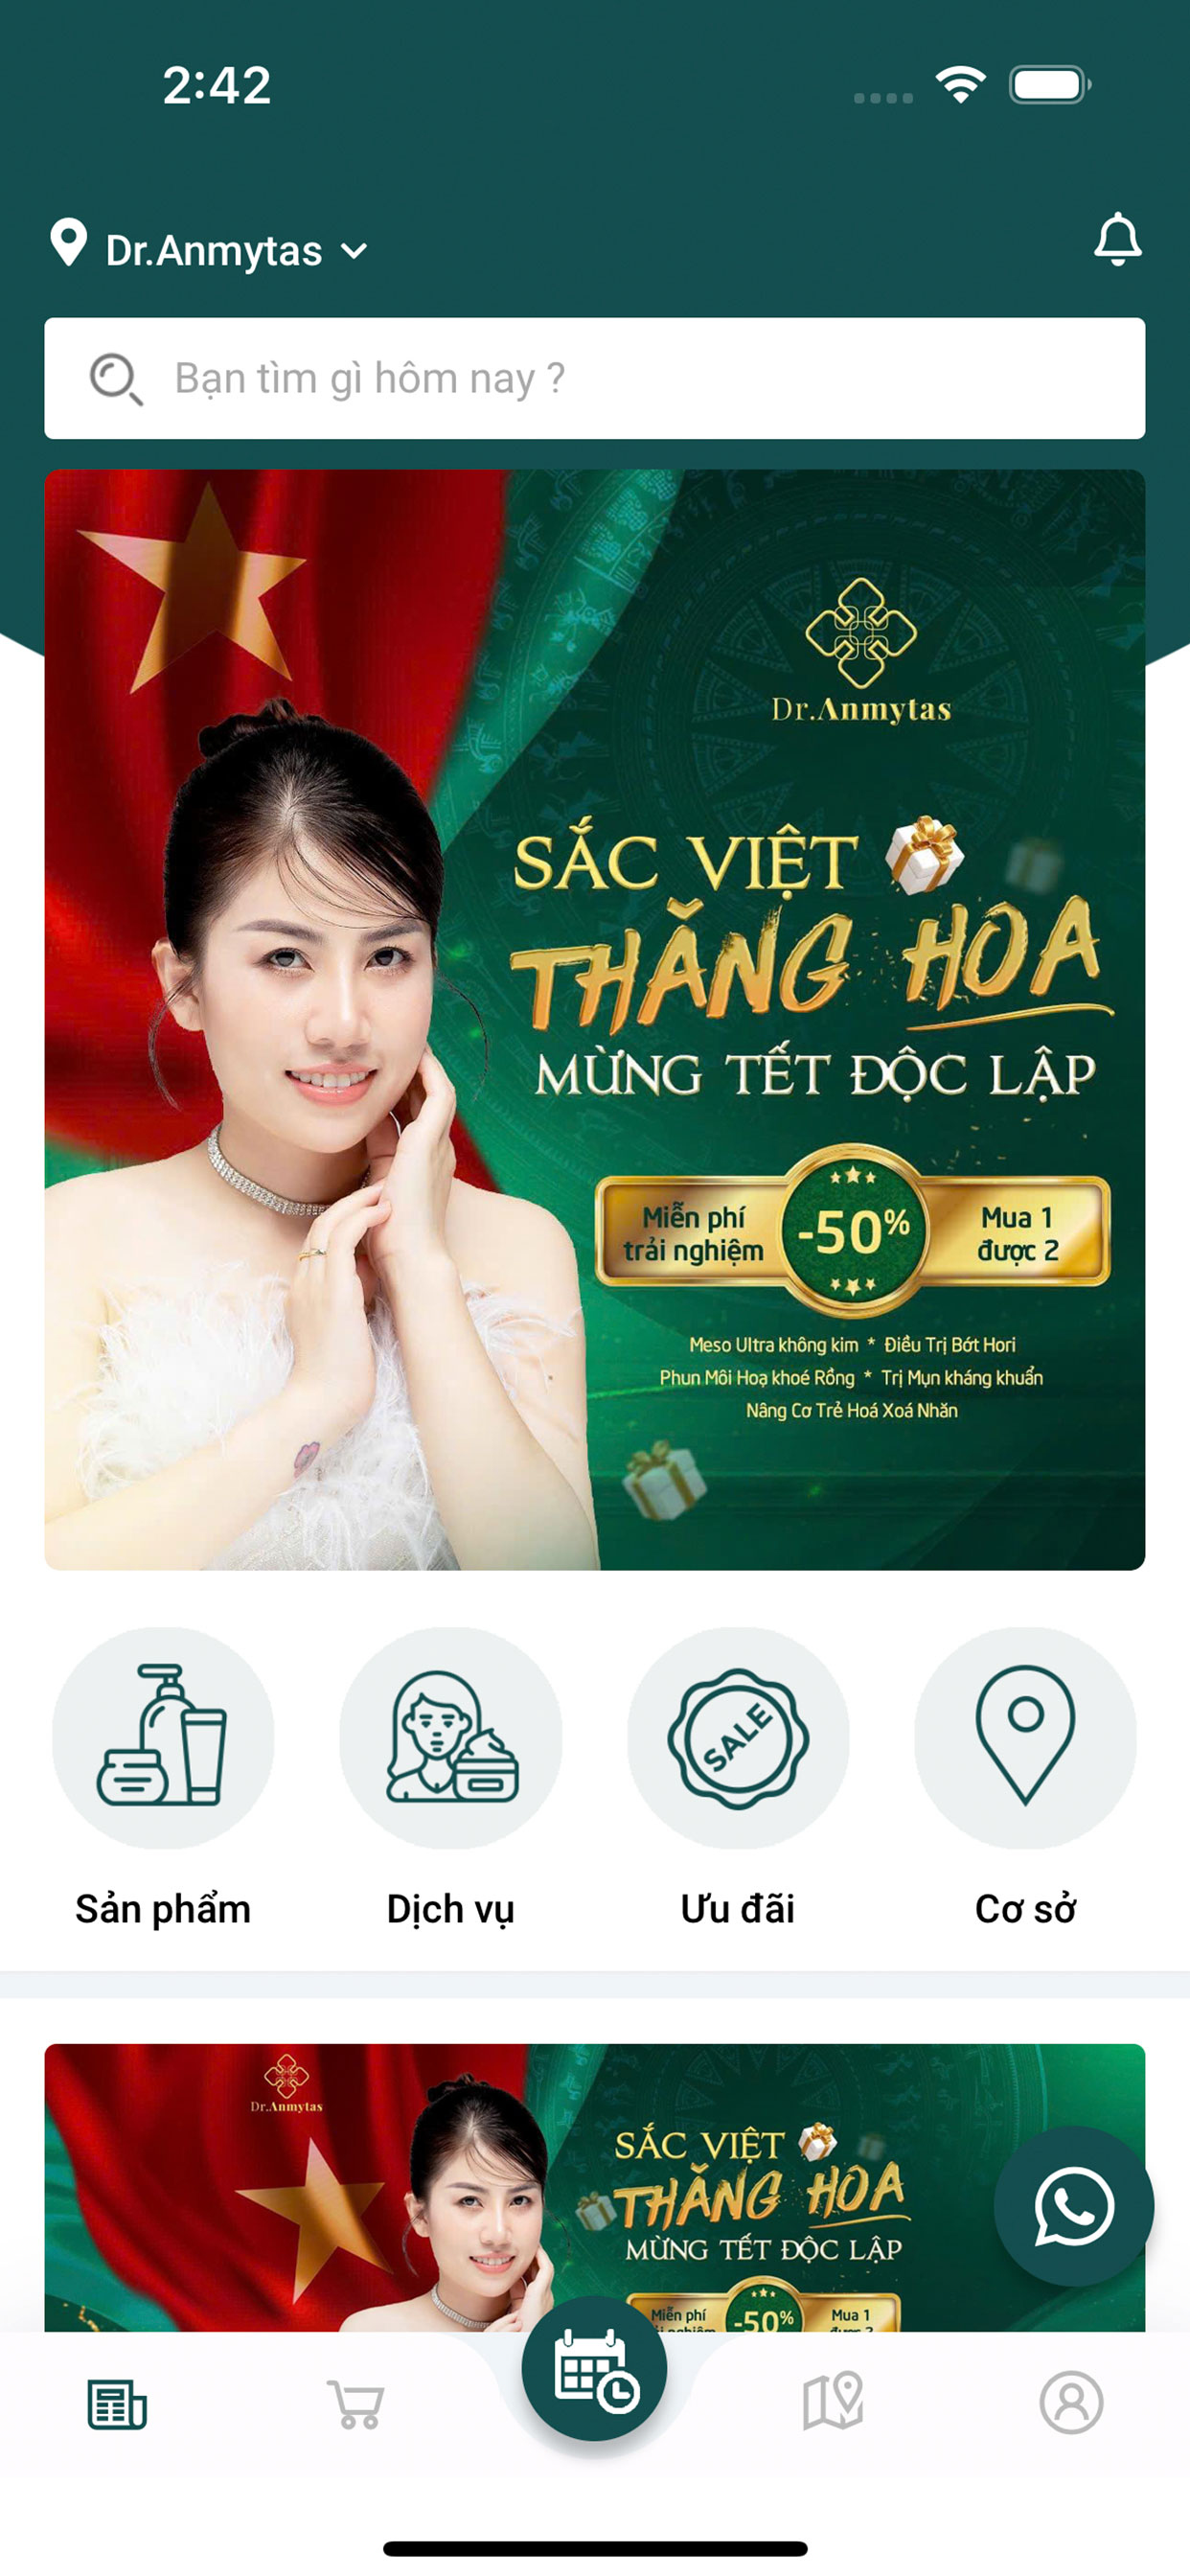 2:42
Dr.Anmytas
Bạn tìm gì hôm nay ?
Dr.Anmytas
SẮC VIỆT
THĂNG HOA
MỪNG TẾT ĐỘC LẬP
Miễn phí
trải nghiệm
-50%
Mua 1
được 2
Meso Ultra không kim * Điều Trị Bớt Hori
Phun Môi Hoạ khoé Rồng * Trị Mụn kháng khuẩn
Nâng Cơ Trẻ Hoá Xoá Nhăn
SALE
Sản phẩm
Dịch vụ
Ưu đãi
Cơ sở
Dr.Anmytas
SẮC VIỆT
THĂNG HOA
MỪNG TẾT ĐỘC LẬP
Miễn phí
-50%
Mua 1